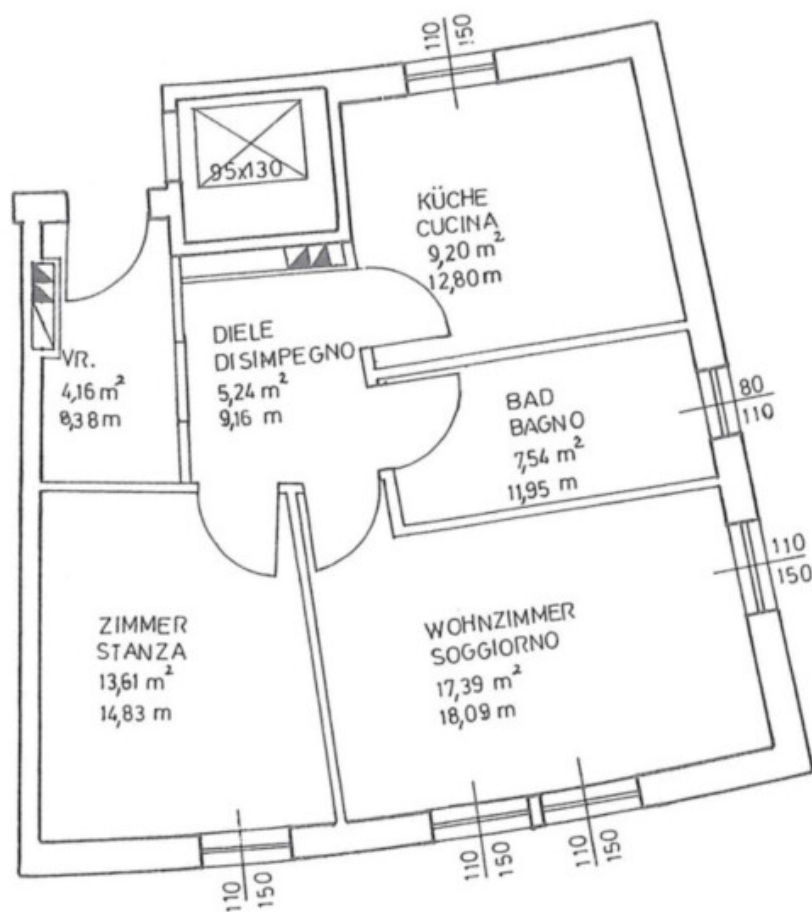 110
150
95x130
KÜCHE
CUCINA
9,20 m²
12,80 m
DIELE
DISIMPEGNO
5,24 m²
9,16 m
VR.
4,16 m²
8,38 m
BAD
BAGNO
7,54 m²
11,95 m
80
110
110
150
ZIMMER
STANZA
13,61 m²
14,83 m
WOHNZIMMER
SOGGIORNO
17,39 m²
18,09 m
110
150
110
150
110
150